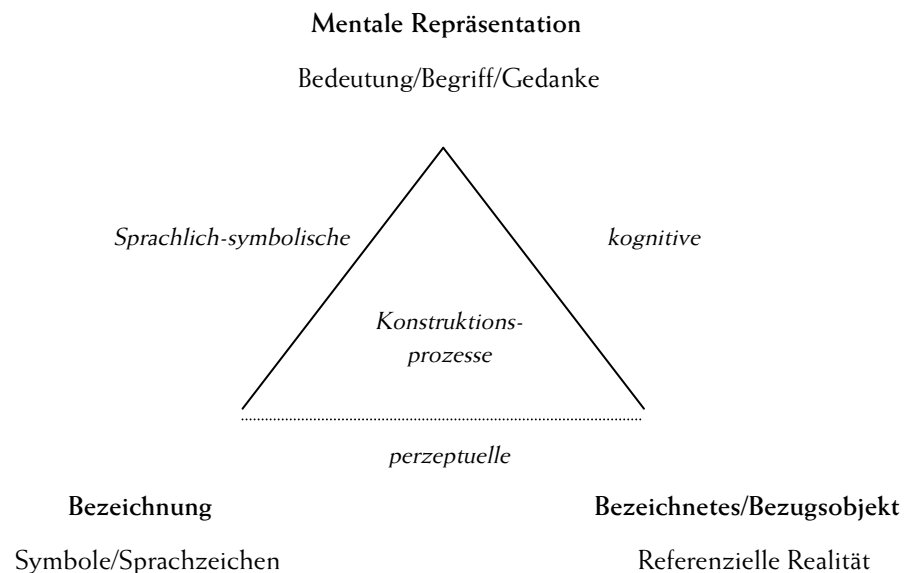 Mentale Repräsentation
Bedeutung/Begriff/Gedanke
Sprachlich-symbolische
kognitive
Konstruktions-
prozesse
perzeptuelle
Bezeichnung
Bezeichnetes/Bezugsobjekt
Symbole/Sprachzeichen
Referenzielle Realität